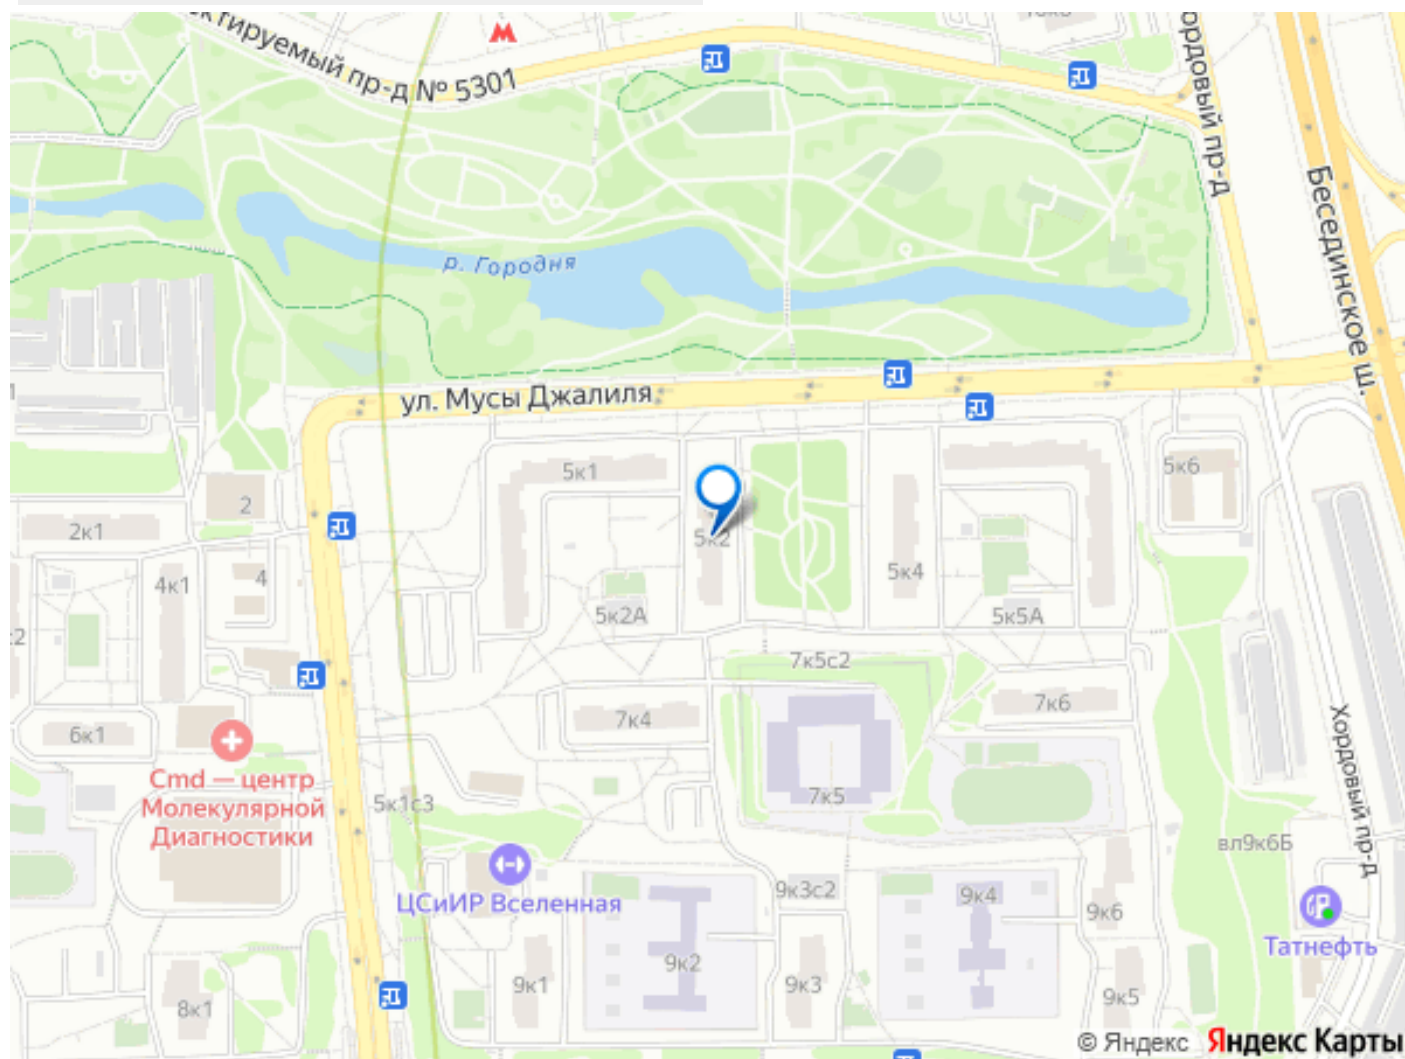 ктируемый пр-д № 5301
ордовый пр-д
Бесединское ш.
р. Городня
ул. Мусы Джалиля
5к1
5к6
2
5к2
2к1
4к1
4
5к4
5к2А
5к5А
7к5с2
7к6
7к4
6к1
Хордовый пр-д
Cmd — центр
Молекулярной
Диагностики
5к1с3
7к5
вл9к6Б
ЦСиИР Вселенная
9к3с2
9к4
9к6
Татнефть
9к2
9к1
9к3
9к5
8к1
© Яндекс Яндекс Карты